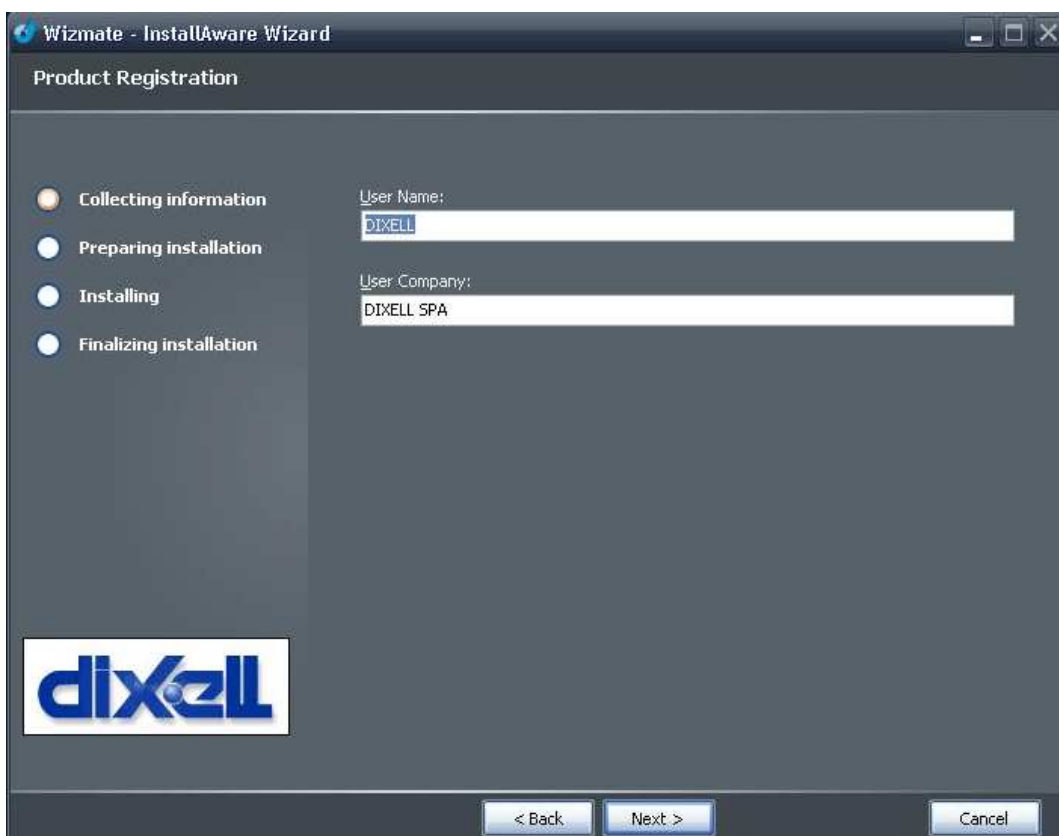 Wizmate - InstallAware Wizard
Product Registration
Collecting information
Preparing installation
Installing
Finalizing installation
User Name:
DIXELL
User Company:
DIXELL SPA
dixell
< Back
Next >
Cancel